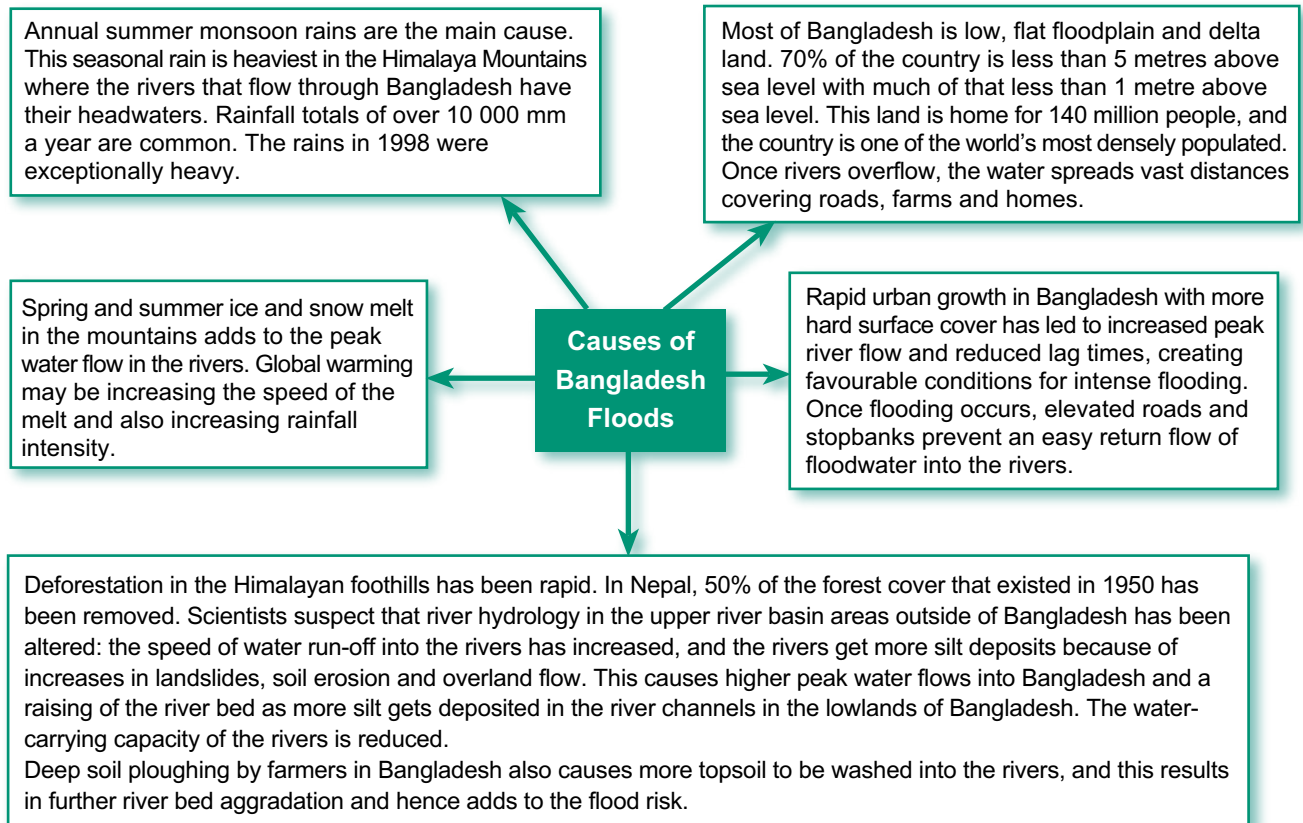 Annual summer monsoon rains are the main cause.
This seasonal rain is heaviest in the Himalaya Mountains
where the rivers that flow through Bangladesh have
their headwaters. Rainfall totals of over 10 000 mm
a year are common. The rains in 1998 were
exceptionally heavy.
Most of Bangladesh is low, flat floodplain and delta
land. 70% of the country is less than 5 metres above
sea level with much of that less than 1 metre above
sea level. This land is home for 140 million people, and
the country is one of the world's most densely populated.
Once rivers overflow, the water spreads vast distances
covering roads, farms and homes.
Spring and summer ice and snow melt
in the mountains adds to the peak
water flow in the rivers. Global warming
may be increasing the speed of the
melt and also increasing rainfall
intensity.
Causes of
Bangladesh
Floods
Rapid urban growth in Bangladesh with more
hard surface cover has led to increased peak
river flow and reduced lag times, creating
favourable conditions for intense flooding.
Once flooding occurs, elevated roads and
stopbanks prevent an easy return flow of
floodwater into the rivers.
Deforestation in the Himalayan foothills has been rapid. In Nepal, 50% of the forest cover that existed in 1950 has
been removed. Scientists suspect that river hydrology in the upper river basin areas outside of Bangladesh has been
altered: the speed of water run-off into the rivers has increased, and the rivers get more silt deposits because of
increases in landslides, soil erosion and overland flow. This causes higher peak water flows into Bangladesh and a
raising of the river bed as more silt gets deposited in the river channels in the lowlands of Bangladesh. The water-
carrying capacity of the rivers is reduced.
Deep soil ploughing by farmers in Bangladesh also causes more topsoil to be washed into the rivers, and this results
in further river bed aggradation and hence adds to the flood risk.